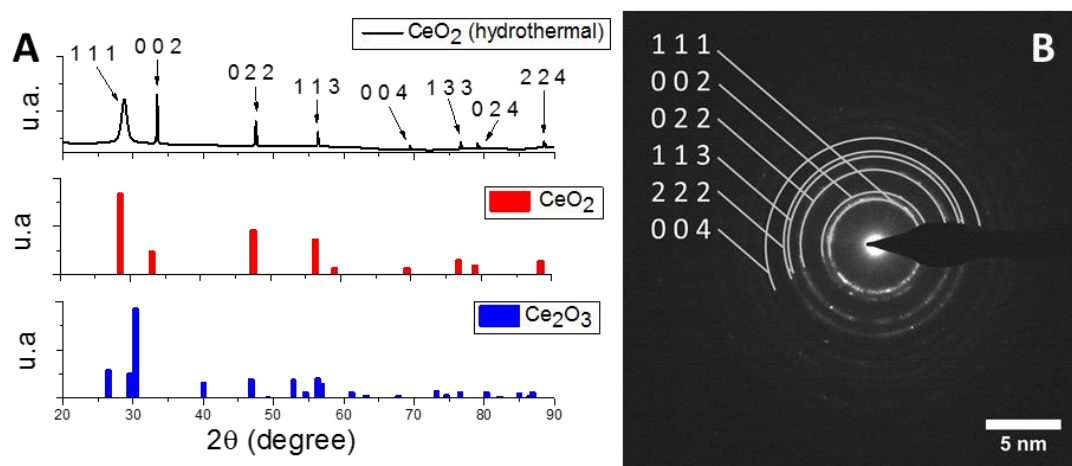 A
CeO2 (hydrothermal)
u.a.
1 1 1
0 0 2
0 2 2
1 1 3
0 0 4
1 3 3
0 2 4
2 2 4
CeO2
u.a
Ce2O3
u.a
20 30 40 50 60 70 80 90
2θ (degree)
B
1 1 1
0 0 2
0 2 2
1 1 3
2 2 2
0 0 4
5 nm